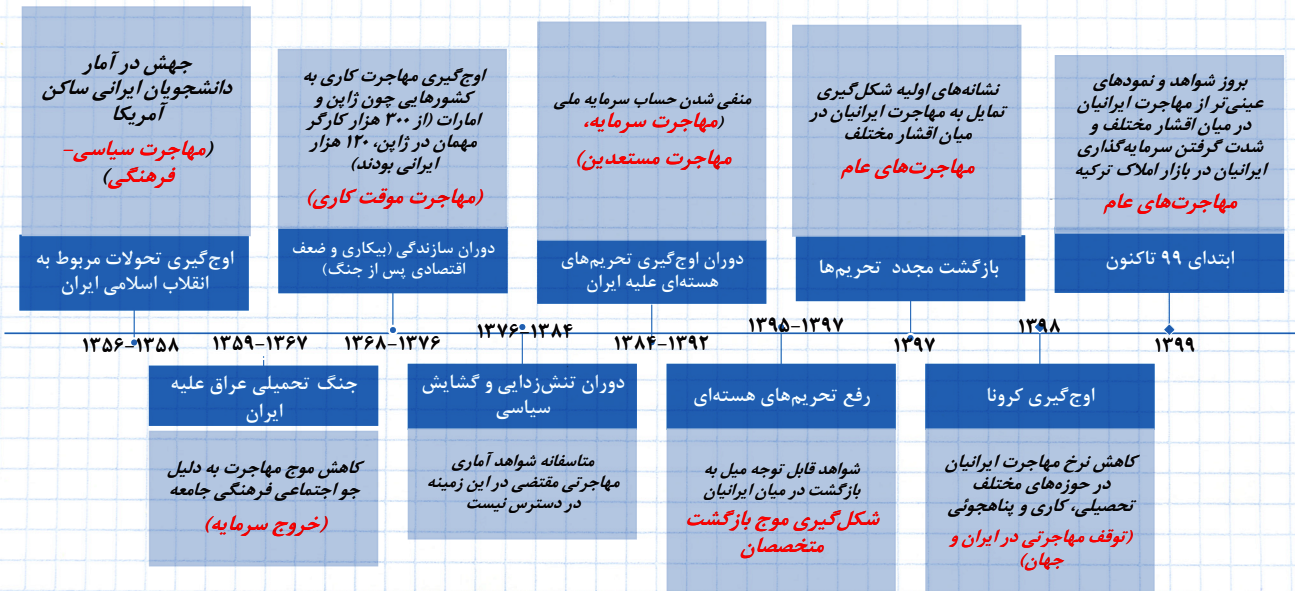 جهش در آمار
دانشجویان ایرانی ساکن
آمریکا
(مهاجرت سیاسی-
فرهنگی)
اوج‌گیری تحولات مربوط به
انقلاب اسلامی ایران
۱۳۵۶-۱۳۵۸
۱۳۵۹-۱۳۶۷
جنگ تحمیلی عراق علیه
ایران
کاهش موج مهاجرت به دلیل
جو اجتماعی فرهنگی جامعه
(خروج سرمایه)
اوج‌گیری مهاجرت کاری به
کشورهایی چون ژاپن و
امارات (از ۳۰۰ هزار کارگر
مهمان در ژاپن، ۱۲۰ هزار
ایرانی بودند)
(مهاجرت موقت کاری)
دوران سازندگی (بیکاری و ضعف
اقتصادی پس از جنگ)
۱۳۶۸-۱۳۷۶
۱۳۷۶-۱۳۸۴
دوران تنش‌زدایی و گشایش
سیاسی
متاسفانه شواهد آماری
مهاجرتی مقتضی در این زمینه
در دسترس نیست
منفی شدن حساب سرمایه ملی
(مهاجرت سرمایه،
مهاجرت مستعدین)
دوران اوج‌گیری تحریم‌های
هسته‌ای علیه ایران
۱۳۸۴-۱۳۹۲
۱۳۹۵-۱۳۹۷
رفع تحریم‌های هسته‌ای
شواهد قابل توجه میل به
بازگشت در میان ایرانیان
شکل‌گیری موج بازگشت
متخصصان
نشانه‌های اولیه شکل‌گیری
تمایل به مهاجرت ایرانیان در
میان اقشار مختلف
مهاجرت‌های عام
بازگشت مجدد تحریم‌ها
۱۳۹۷
۱۳۹۸
اوج‌گیری کرونا
کاهش نرخ مهاجرت ایرانیان
در حوزه‌های مختلف
تحصیلی، کاری و پناهجوئی
(توقف مهاجرتی در ایران و
جهان)
بروز شواهد و نمودهای
عینی‌تر از مهاجرت ایرانیان
در میان اقشار مختلف و
شدت گرفتن سرمایه‌گذاری
ایرانیان در بازار املاک ترکیه
مهاجرت‌های عام
ابتدای ۹۹ تاکنون
۱۳۹۹